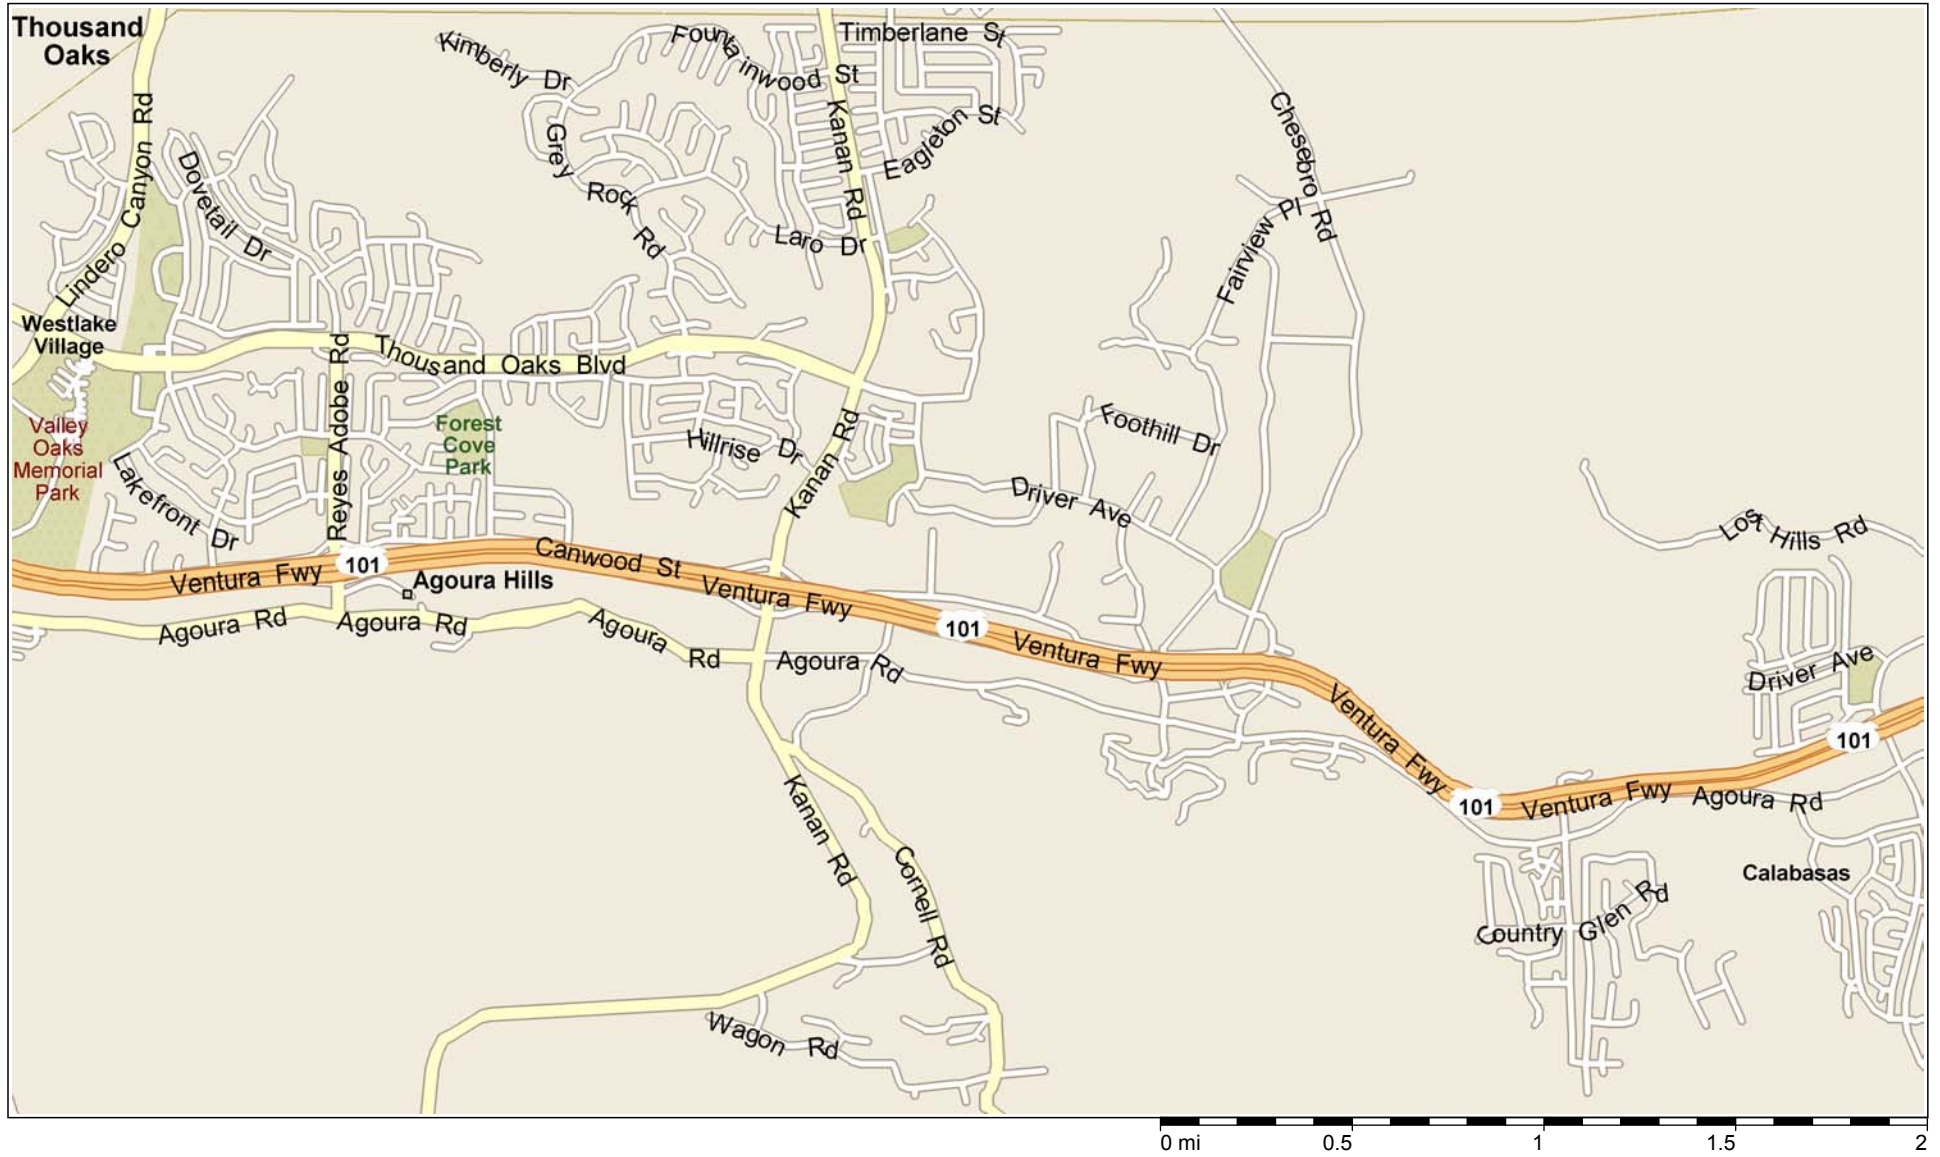 Thousand
Oaks
Kimberly Dr
Fountainwood St
Timberlane St
Lindero Canyon Rd
Dovetail Dr
Grey Rock Rd
Kanan Rd
Eagleton St
Chesebro Rd
Laro Dr
Fairview Pl
Westlake
Village
Reyes Adobe Rd
Thousand Oaks Blvd
Valley
Oaks
Memorial
Park
Forest
Cove
Park
Hillrise Dr
Kanan Rd
Foothill Dr
Lakefront Dr
Driver Ave
Lost Hills Rd
Ventura Fwy
101
Agoura Hills
Canwood St
Ventura Fwy
101
Ventura Fwy
Agoura Rd
Agoura Rd
Agoura Rd
Agoura Rd
Driver Ave
Ventura Fwy
101
101
Ventura Fwy
Agoura Rd
Kanan Rd
Cornell Rd
Calabasas
Country Glen Rd
Wagon Rd
0 mi 0.5 1 1.5 2